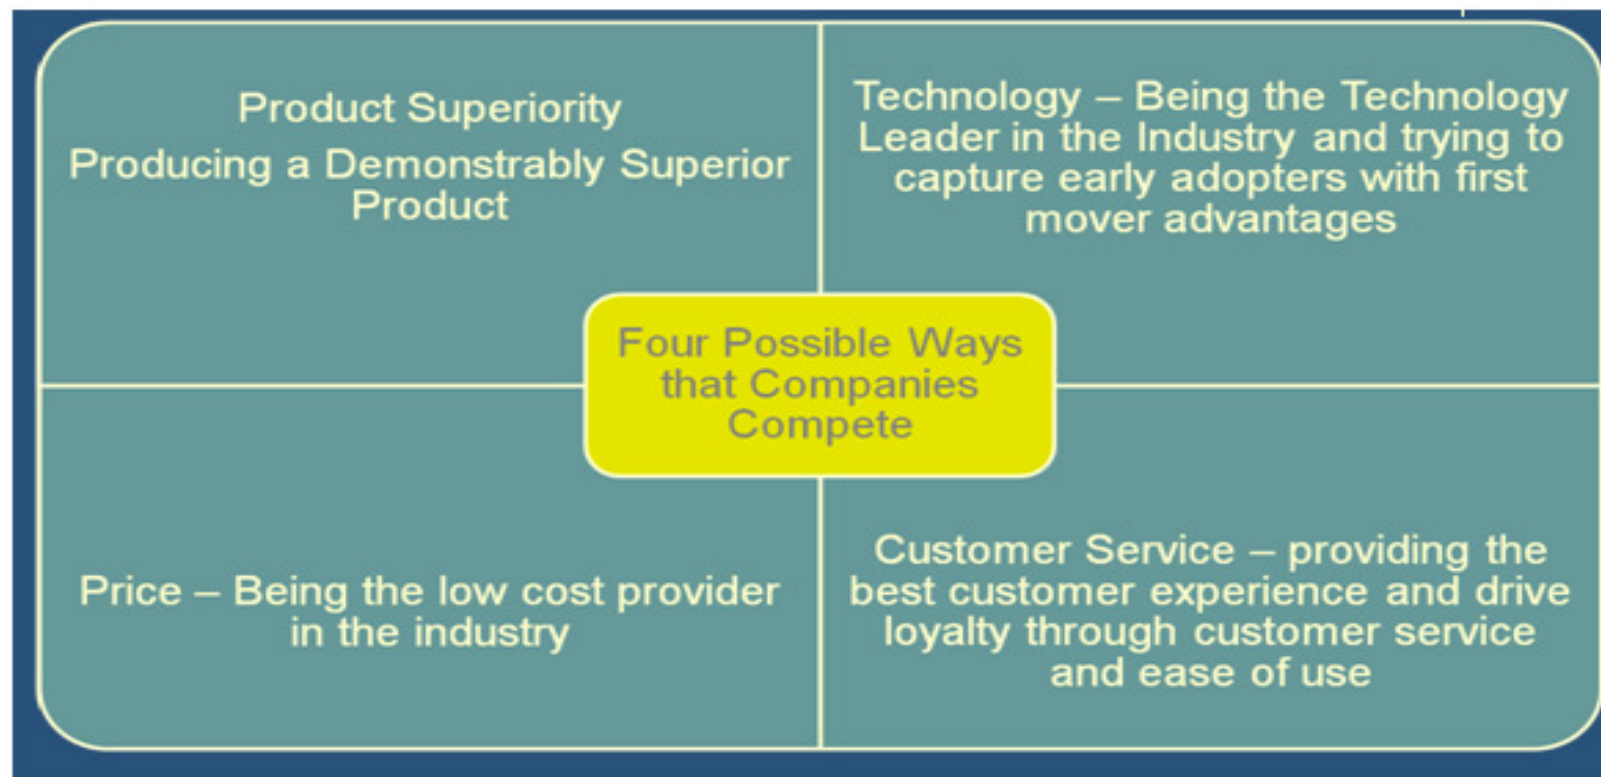 Product Superiority
Producing a Demonstrably Superior
Product
Technology – Being the Technology
Leader in the Industry and trying to
capture early adopters with first
mover advantages
Four Possible Ways
that Companies
Compete
Price – Being the low cost provider
in the industry
Customer Service – providing the
best customer experience and drive
loyalty through customer service
and ease of use